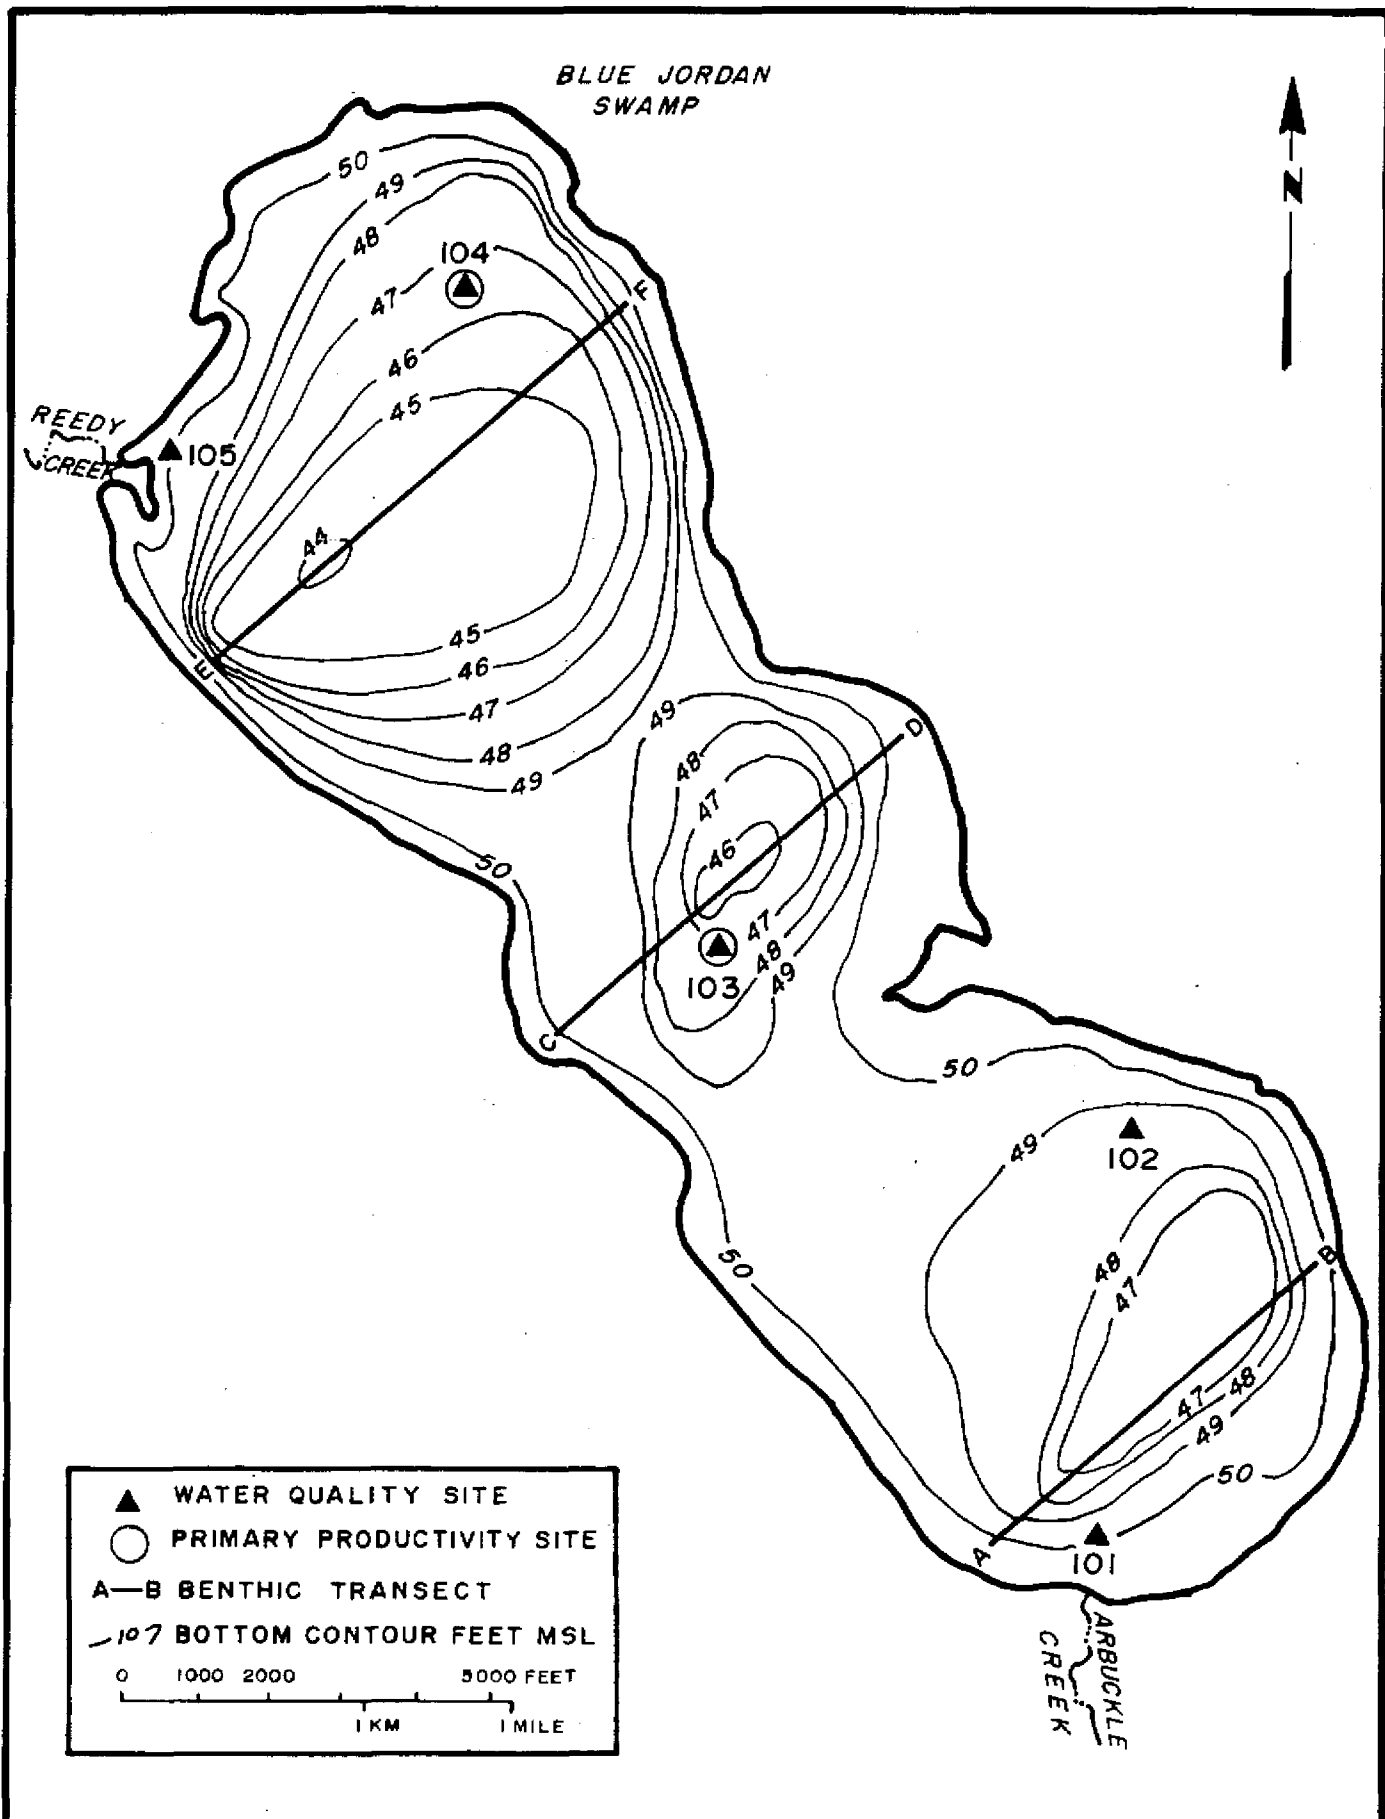 BLUE JORDAN
SWAMP
N
50
49
48
104
47
F
46
45
REEDY
CREEK
105
44
45
E
46
47
48
49
49
D
48
47
46
50
47
48
49
103
C
50
49
102
50
48
47
B
47
48
49
50
A
101
ARBUCKLE
CREEK
WATER QUALITY SITE
PRIMARY PRODUCTIVITY SITE
A—B BENTHIC TRANSECT
107 BOTTOM CONTOUR FEET MSL
0 1000 2000 5000 FEET
1 KM 1 MILE